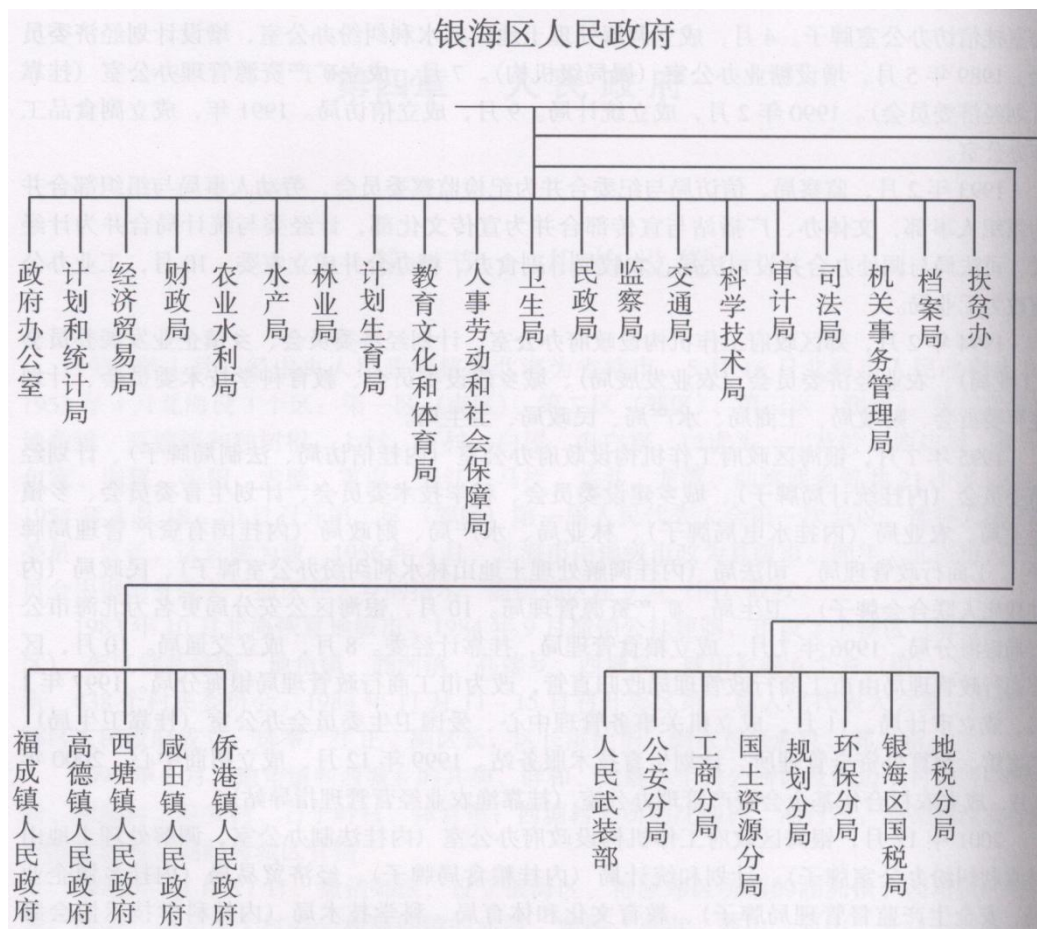 银海区人民政府
政府办公室
计划和统计局
经济贸易局
财政局
农业水利局
水产局
林业局
计划生育局
教育文化和体育局
人事劳动和社会保障局
卫生局
民政局
监察局
交通局
科学技术局
审计局
司法局
机关事务管理局
档案局
扶贫办
福成镇人民政府
高德镇人民政府
西塘镇人民政府
咸田镇人民政府
侨港镇人民政府
人民武装部
公安分局
工商分局
国土资源分局
规划分局
环保分局
银海区国税局
地税分局